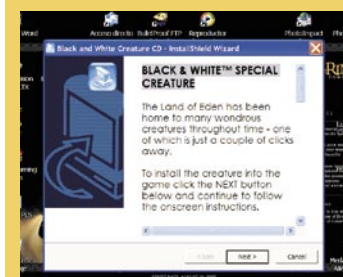 Word
Acceso directo
BulletProof FTP
Reproductor
PhotoImpact
Black and White Creature CD - InstallShield Wizard
BLACK & WHITE™ SPECIAL
CREATURE
The Land of Eden has been
home to many wondrous
creatures throughout time - one
of which is just a couple of clicks
away.
To install the creature into the
game click the NEXT button
below and continue to follow
the onscreen instructions.
Next >
Cancel